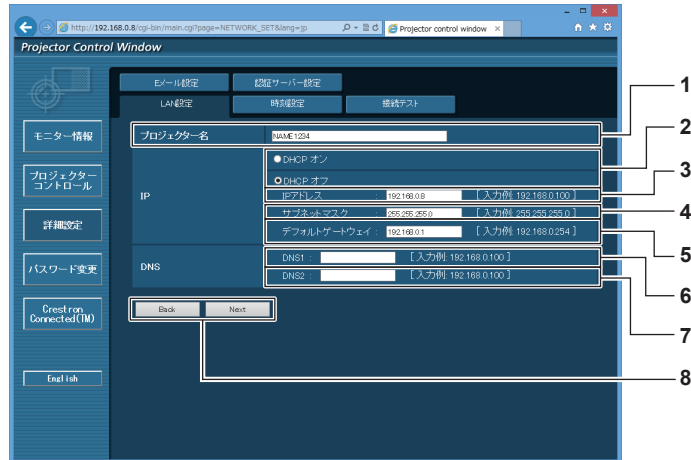 http://192.168.0.8/cgi-bin/main.cgi?page=NETWORK_SET&lang=jp
Projector control window
Projector Control Window
Eメール設定 認証サーバー設定
LAN設定 時刻設定 接続テスト
モニター情報
プロジェクター
コントロール
詳細設定
パスワード変更
Crestron
Connected(TM)
English
プロジェクター名 NAME1234
IP
DHCP オン
DHCP オフ
IPアドレス : 192.168.0.8 [ 入力例: 192.168.0.100 ]
サブネットマスク : 255.255.255.0 [ 入力例: 255.255.255.0 ]
デフォルトゲートウェイ : 192.168.0.1 [ 入力例: 192.168.0.254 ]
DNS
DNS1 : [ 入力例: 192.168.0.100 ]
DNS2 : [ 入力例: 192.168.0.100 ]
Back Next
1
2
3
4
5
6
7
8